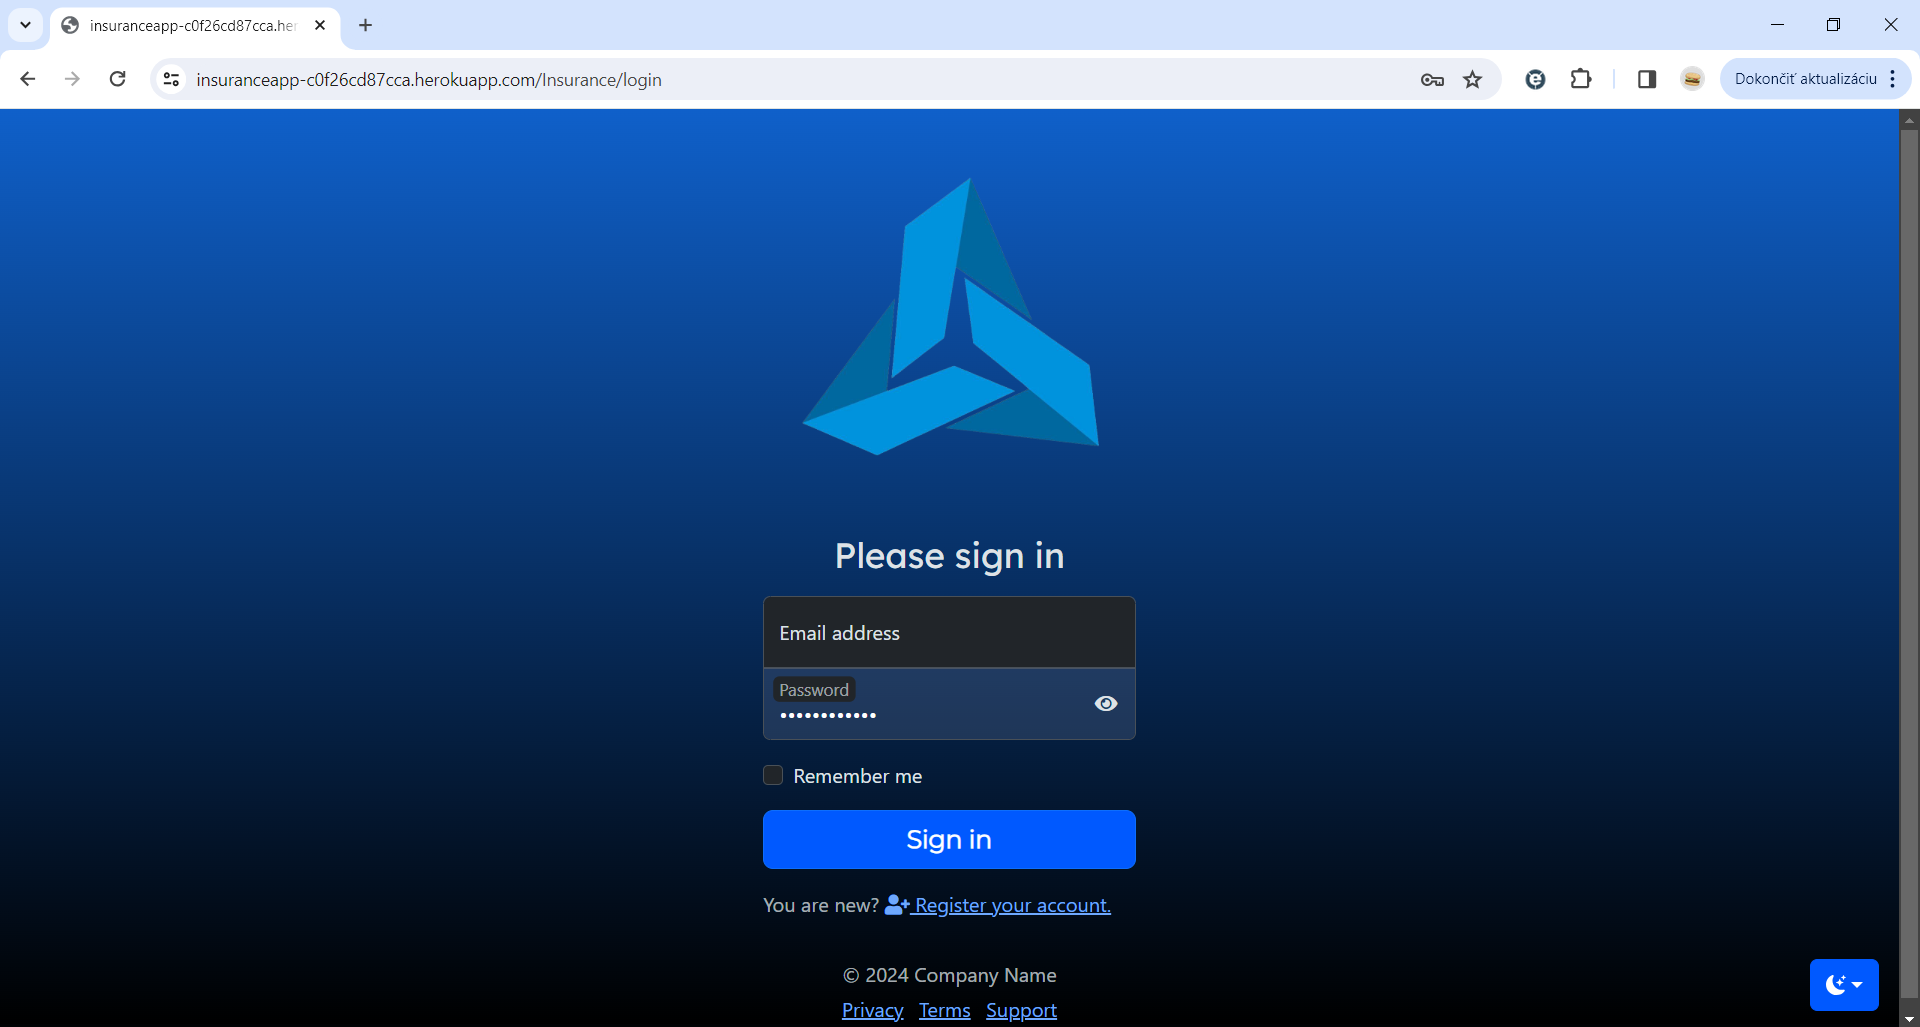 insuranceapp-c0f26cd87cca.her
insuranceapp-c0f26cd87cca.herokuapp.com/Insurance/login
Dokončiť aktualizáciu
Please sign in
Email address
Password
••••••••••••
Remember me
Sign in
You are new? Register your account.
© 2024 Company Name
Privacy Terms Support